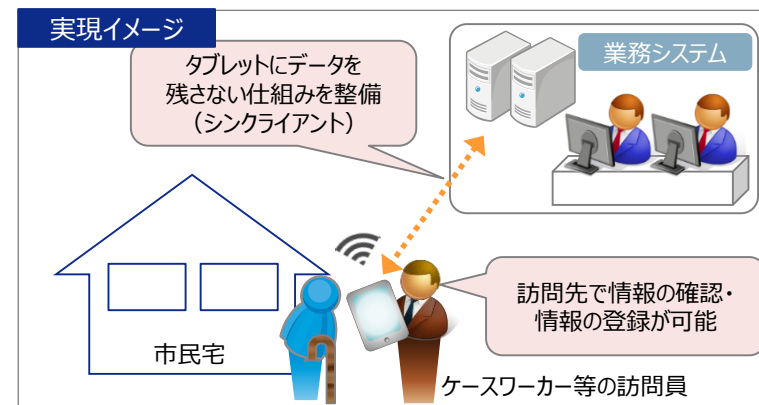 実現イメージ
タブレットにデータを
残さない仕組みを整備
（シンクライアント）
業務システム
訪問先で情報の確認・
情報の登録が可能
市民宅
ケースワーカー等の訪問員